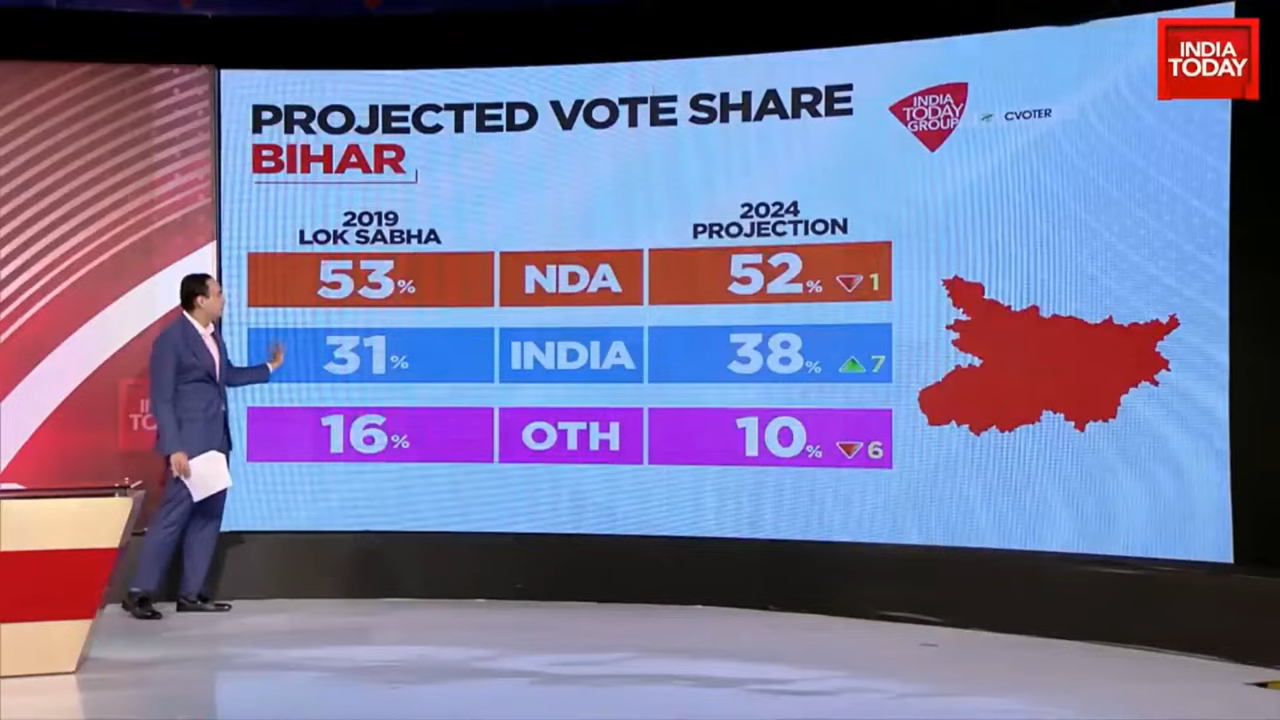 INDIA
TODAY
PROJECTED VOTE SHARE
BIHAR
INDIA
TODAY
GROUP
CVOTER
2019
LOK SABHA
2024
PROJECTION
53% NDA 52% 1
31% INDIA 38% 7
16% OTH 10% 6